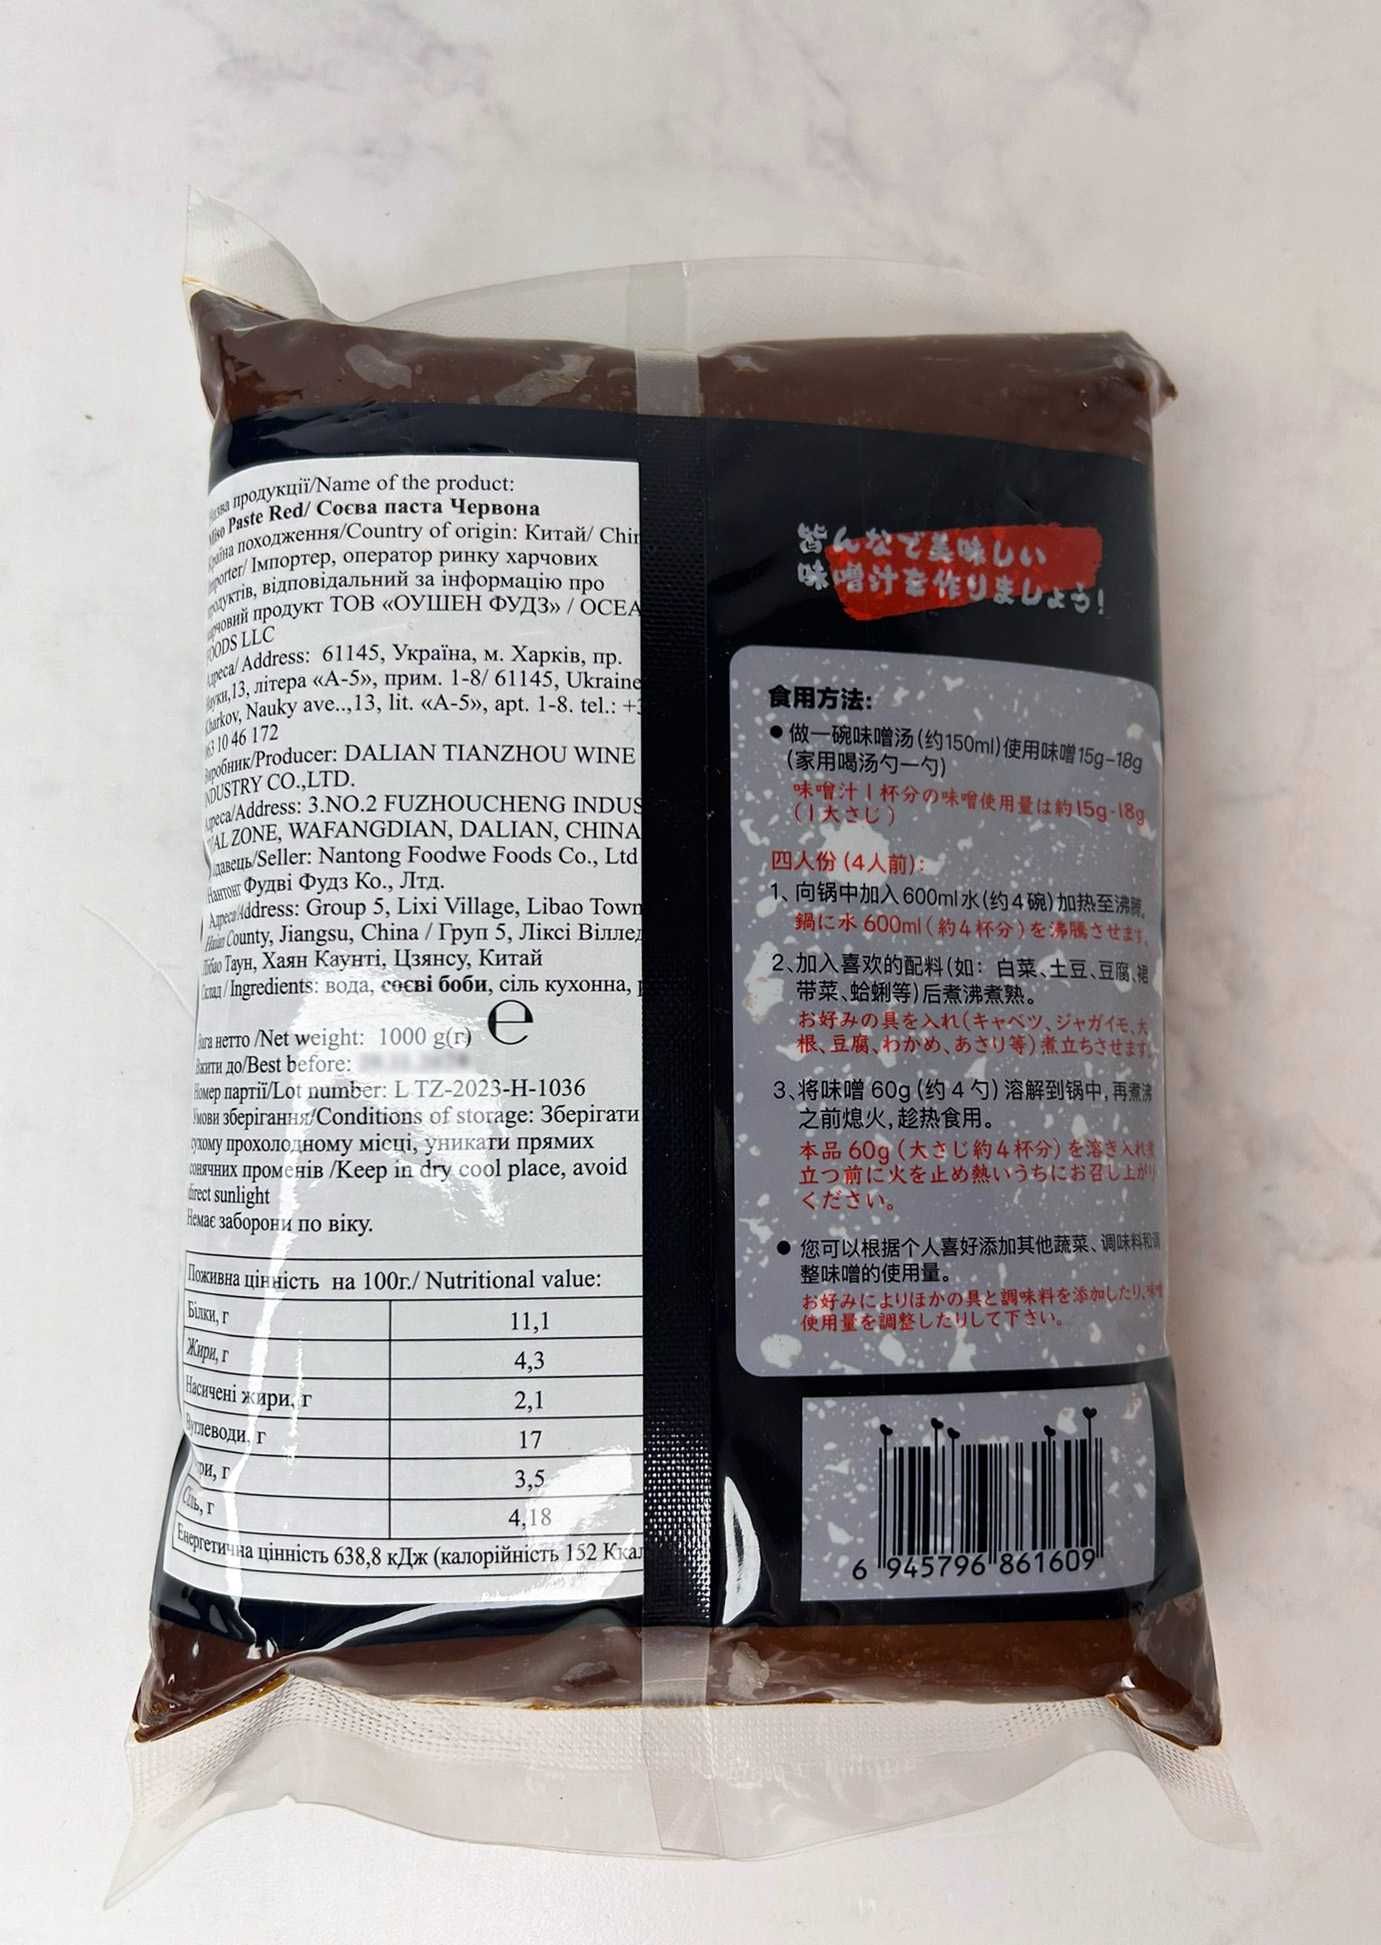 Назва продукції/Name of the product:
Miso Paste Red/ Соєва паста Червона
Країна походження/Country of origin: Китай/ Chin
Importer/ Імпортер, оператор ринку харчових
продуктів, відповідальний за інформацію про
харчовий продукт ТОВ «ОУШЕН ФУДЗ» / OCEA
FOODS LLC
Адреса/ Address: 61145, Україна, м. Харків, пр.
Науки,13, літера «А-5», прим. 1-8/ 61145, Ukraine
Kharkov, Nauky ave..,13, lit. «A-5», apt. 1-8. tel.: +3
63 10 46 172
Виробник/Producer: DALIAN TIANZHOU WINE
INDUSTRY CO.,LTD.
Адреса/Address: 3.NO.2 FUZHOUCHENG INDUS
AL ZONE, WAFANGDIAN, DALIAN, CHINA
давець/Seller: Nantong Foodwe Foods Co., Ltd
Нантонг Фудві Фудз Ко., Лтд.
Адреса/Address: Group 5, Lixi Village, Libao Town
Haian County, Jiangsu, China / Груп 5, Ліксі Віллед
Лібао Таун, Хаян Каунті, Цзянсу, Китай
Склад / Ingredients: вода, соєві боби, сіль кухонна, р
Вага нетто /Net weight: 1000 g(г) ℮
Вжити до/Best before:
Номер партії/Lot number: L TZ-2023-H-1036
Умови зберігання/Conditions of storage: Зберігати
сухому прохолодному місці, уникати прямих
сонячних променів /Keep in dry cool place, avoid
direct sunlight
Немає заборони по віку.
Поживна цінність на 100г./ Nutritional value:
Білки, г 11,1
Жири, г 4,3
Насичені жири, г 2,1
Вуглеводи, г 17
ри, г 3,5
Сіль, г 4,18
Енергетична цінність 638,8 кДж (калорійність 152 Ккал
皆んなで美味しい
味噌汁を作りましょう!
食用方法:
● 做一碗味噌汤(约150ml)使用味噌15g-18g
(家用喝汤勺一勺)
味噌汁1杯分の味噌使用量は約15g-18g
(1大さじ)
四人份(4人前):
1、向锅中加入600ml水(约4碗)加热至沸腾。
鍋に水 600ml(約4杯分)を沸騰させます。
2、加入喜欢的配料(如: 白菜、土豆、豆腐、裙
带菜、蛤蜊等)后煮沸煮熟。
お好みの具を入れ(キャベツ、ジャガイモ、大
根、豆腐、わかめ、あさり等)煮立ちさせます。
3、将味噌 60g(约4勺)溶解到锅中,再煮沸
之前熄火,趁热食用。
本品 60g(大さじ約4杯分)を溶き入れ煮
立つ前に火を止め熱いうちにお召し上がり
ください。
● 您可以根据个人喜好添加其他蔬菜、调味料和调
整味噌的使用量。
お好みによりほかの具と調味料を添加したり、味噌
使用量を調整したりして下さい。
6 945796 861609